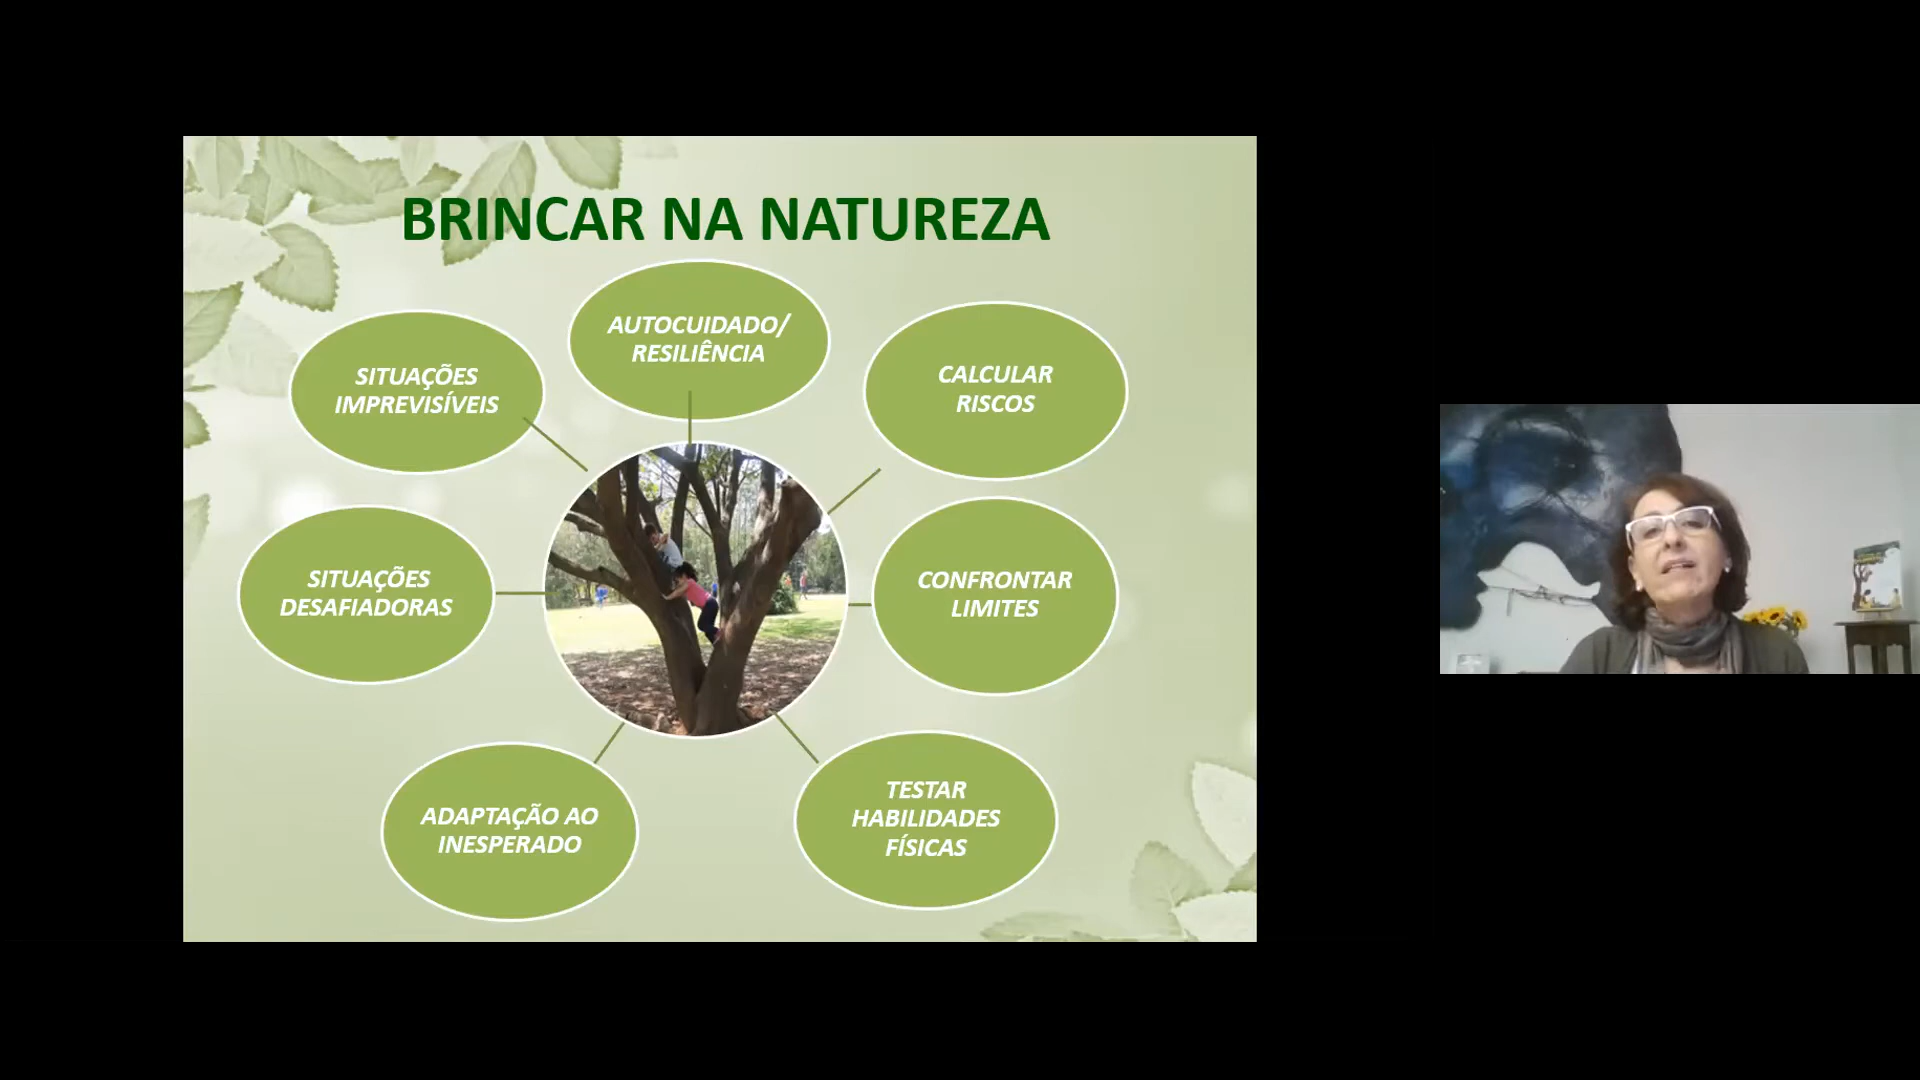 BRINCAR NA NATUREZA
AUTOCUIDADO/
RESILIÊNCIA
CALCULAR
RISCOS
CONFRONTAR
LIMITES
TESTAR
HABILIDADES
FÍSICAS
ADAPTAÇÃO AO
INESPERADO
SITUAÇÕES
DESAFIADORAS
SITUAÇÕES
IMPREVISÍVEIS